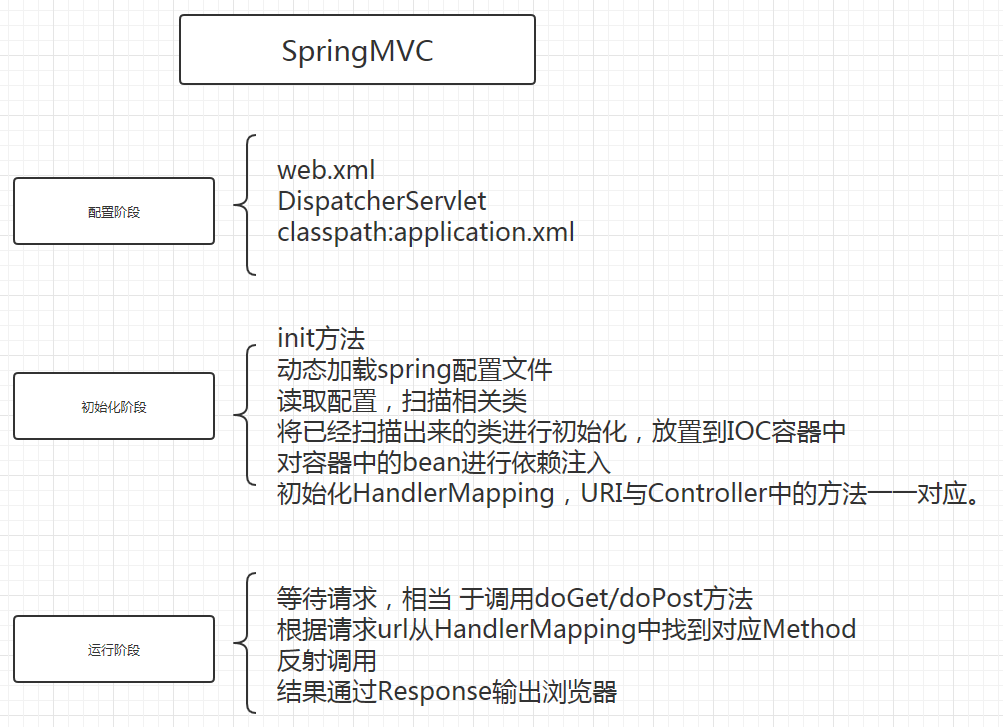 SpringMVC
配置阶段
web.xml
DispatcherServlet
classpath:application.xml
初始化阶段
init方法
动态加载spring配置文件
读取配置，扫描相关类
将已经扫描出来的类进行初始化，放置到IOC容器中
对容器中的bean进行依赖注入
初始化HandlerMapping，URI与Controller中的方法一一对应。
运行阶段
等待请求，相当 于调用doGet/doPost方法
根据请求url从HandlerMapping中找到对应Method
反射调用
结果通过Response输出浏览器